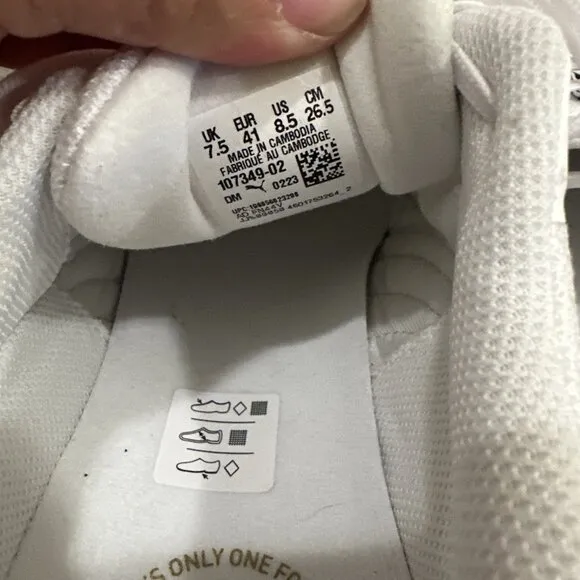 UK EUR US CM
7.5 41 8.5 26.5
MADE IN CAMBODIA
FABRIQUÉ AU CAMBODGE
107349-02
DM 0223
'S ONLY ONE FO